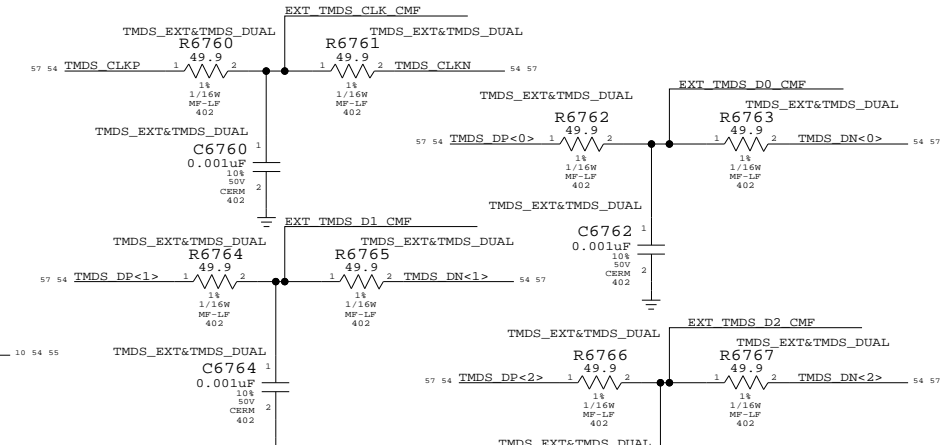 EXT_TMDS_CLK_CMF
TMDS_EXT&TMDS_DUAL
TMDS_EXT&TMDS_DUAL
R6760
R6761
49.9
49.9
57 54 TMDS_CLKP 1 2 1 2 TMDS_CLKN 54 57
1%
1/16W
MF-LF
402
1%
1/16W
MF-LF
402
TMDS_EXT&TMDS_DUAL
C6760
0.001uF
10%
50V
CERM
402
1
2
EXT_TMDS_D0_CMF
TMDS_EXT&TMDS_DUAL
TMDS_EXT&TMDS_DUAL
R6762
R6763
49.9
49.9
57 54 TMDS_DP<0> 1 2 1 2 TMDS_DN<0> 54 57
1%
1/16W
MF-LF
402
1%
1/16W
MF-LF
402
TMDS_EXT&TMDS_DUAL
C6762
0.001uF
10%
50V
CERM
402
1
2
EXT_TMDS_D1_CMF
TMDS_EXT&TMDS_DUAL
TMDS_EXT&TMDS_DUAL
R6764
R6765
49.9
49.9
57 54 TMDS_DP<1> 1 2 1 2 TMDS_DN<1> 54 57
1%
1/16W
MF-LF
402
1%
1/16W
MF-LF
402
10 54 55
TMDS_EXT&TMDS_DUAL
C6764
0.001uF
10%
50V
CERM
402
1
2
EXT_TMDS_D2_CMF
TMDS_EXT&TMDS_DUAL
TMDS_EXT&TMDS_DUAL
R6766
R6767
49.9
49.9
57 54 TMDS_DP<2> 1 2 1 2 TMDS_DN<2> 54 57
1%
1/16W
MF-LF
402
1%
1/16W
MF-LF
402
TMDS_EXT&TMDS_DUAL